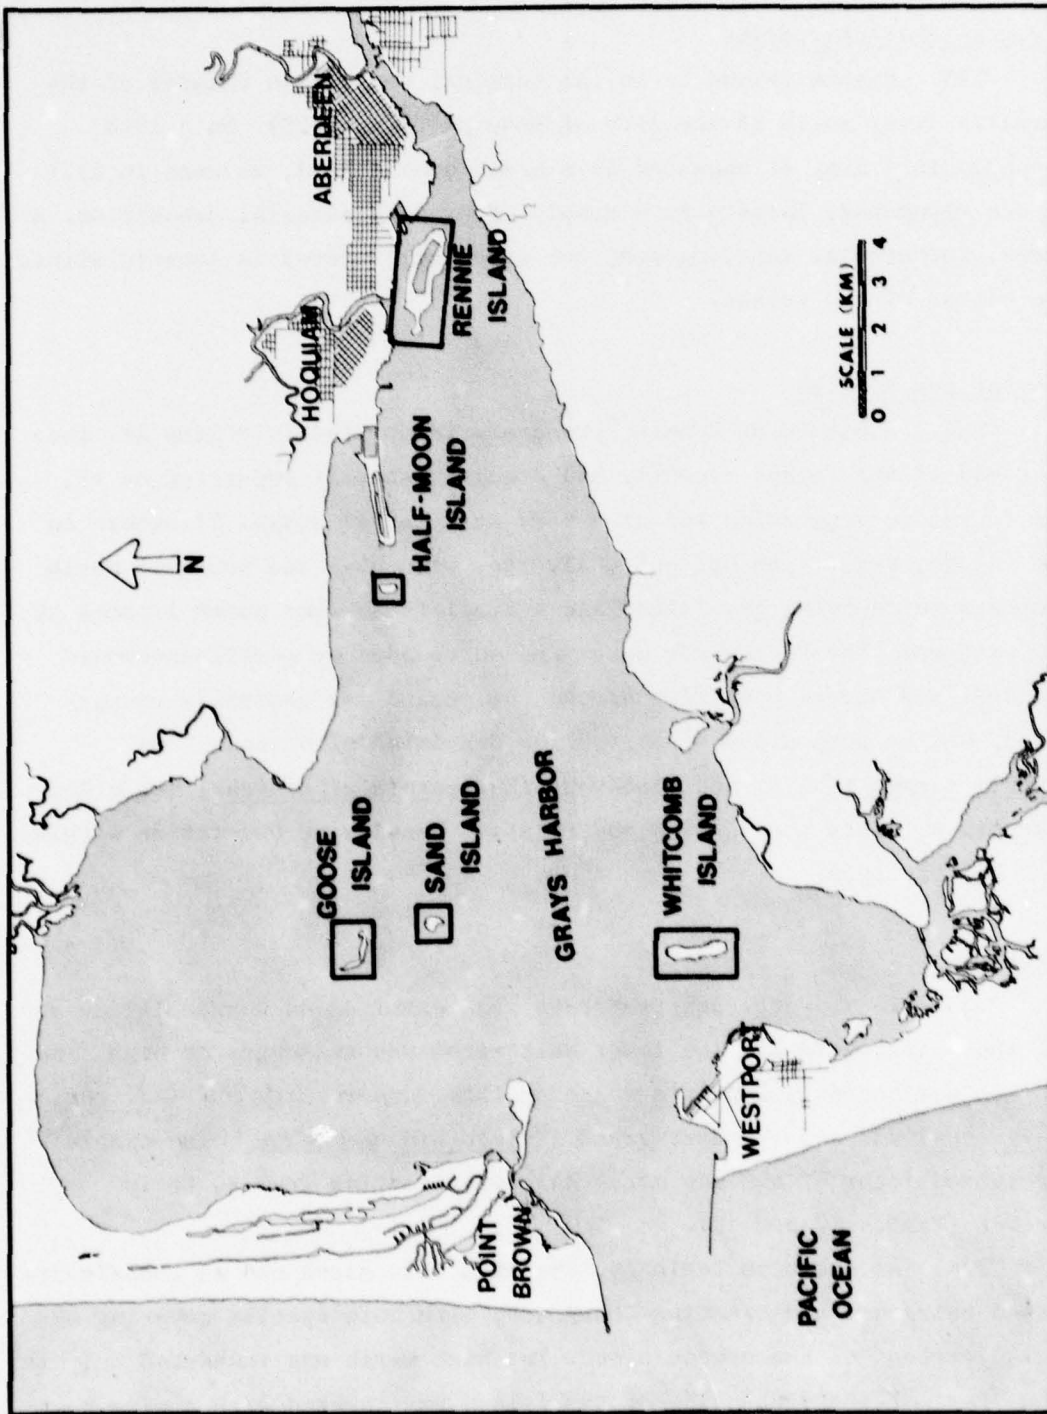 ABERDEEN
HOQUIAM
RENNIE
ISLAND
HALF-MOON
ISLAND
N
GOOSE
ISLAND
SAND
ISLAND
GRAYS HARBOR
WHITCOMB
ISLAND
WESTPORT
POINT
BROWN
PACIFIC
OCEAN
SCALE (KM)
0 1 2 3 4